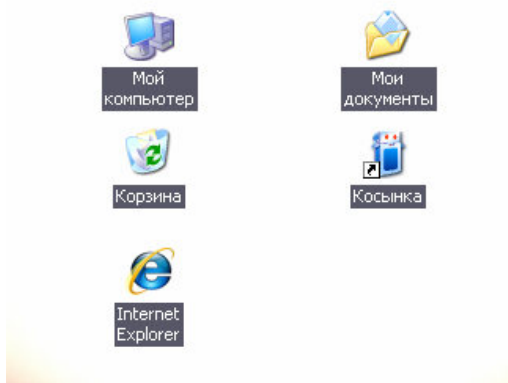 Мой
компьютер
Мои
документы
Корзина
Косынка
Internet
Explorer